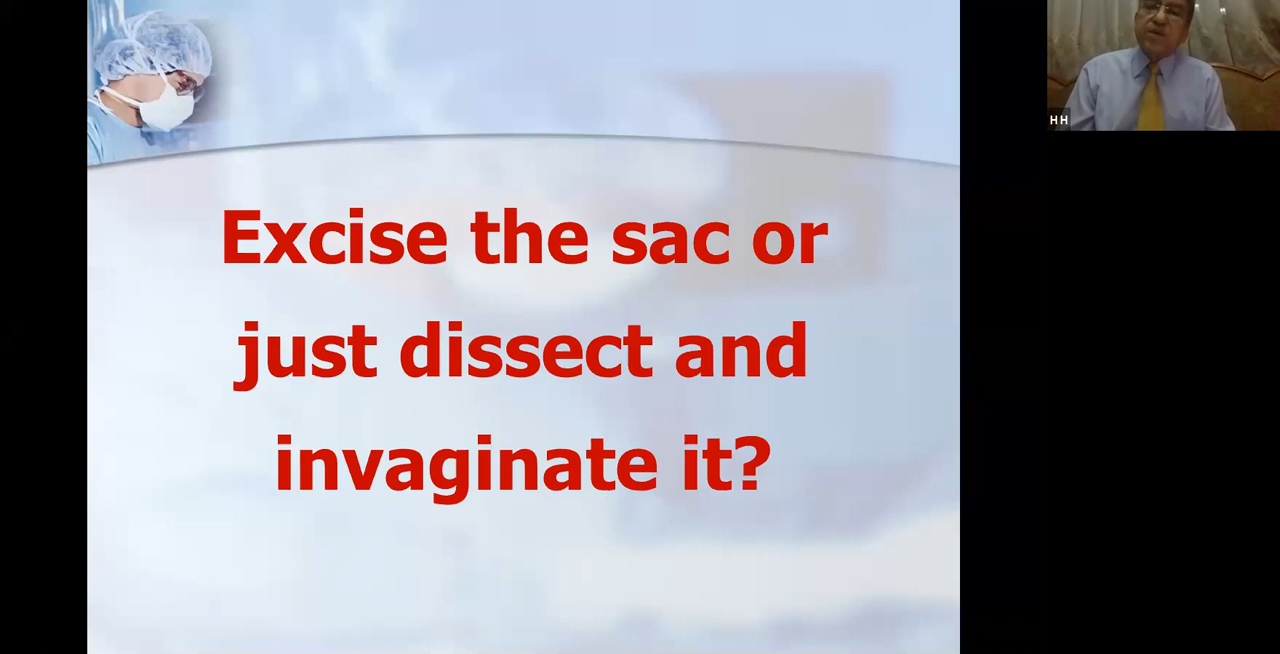 Excise the sac or
just dissect and
invaginate it?
HH